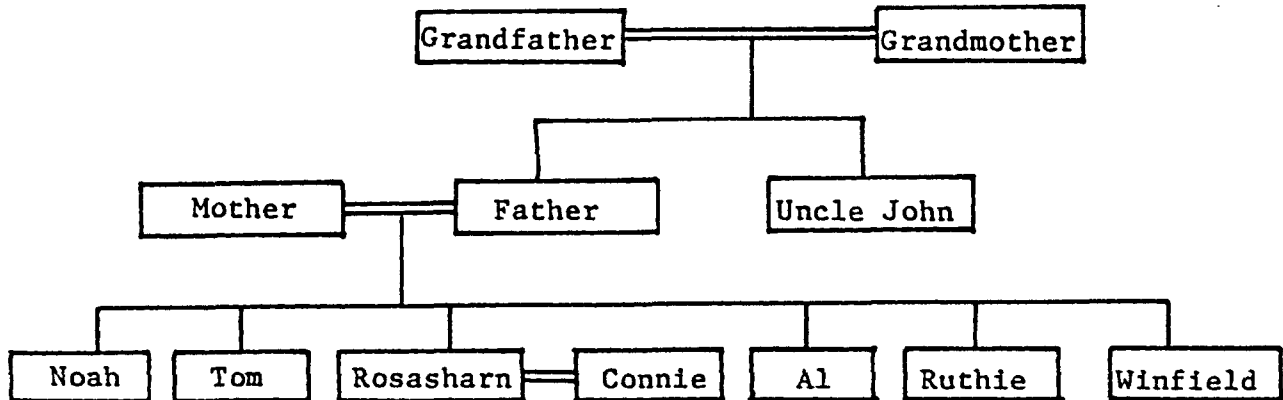 Grandfather Grandmother
Mother Father Uncle John
Noah Tom Rosasharn Connie Al Ruthie Winfield